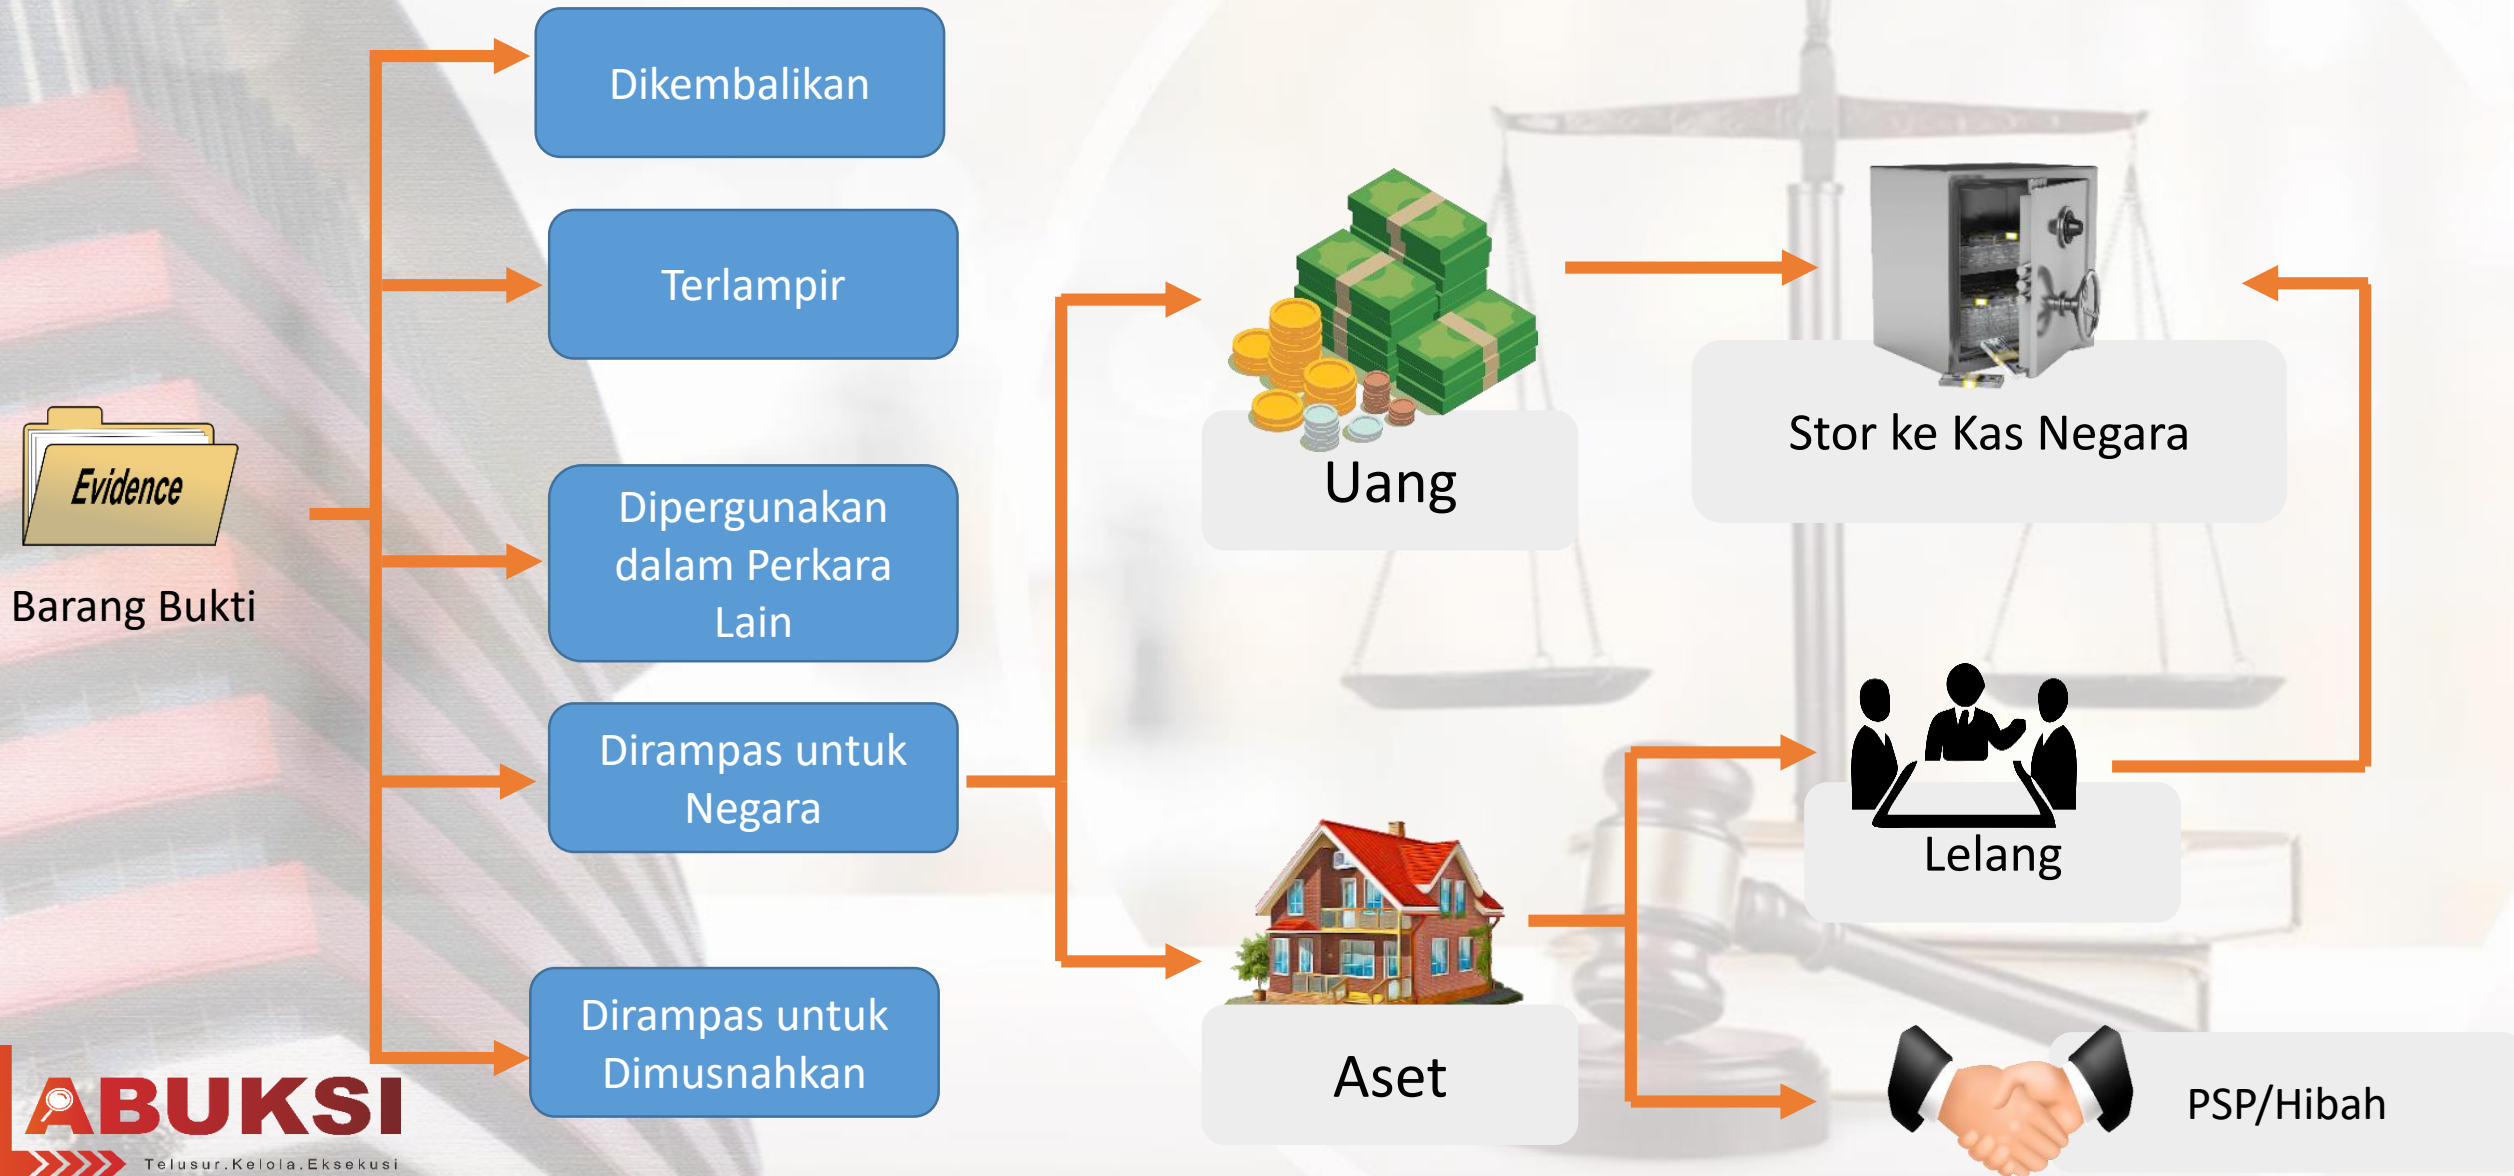 Dikembalikan
Terlampir
Evidence
Barang Bukti
Dipergunakan
dalam Perkara
Lain
Dirampas untuk
Negara
Dirampas untuk
Dimusnahkan
Uang
Stor ke Kas Negara
Lelang
Aset
PSP/Hibah
ABUKSI
Telusur.Kelola.Eksekusi